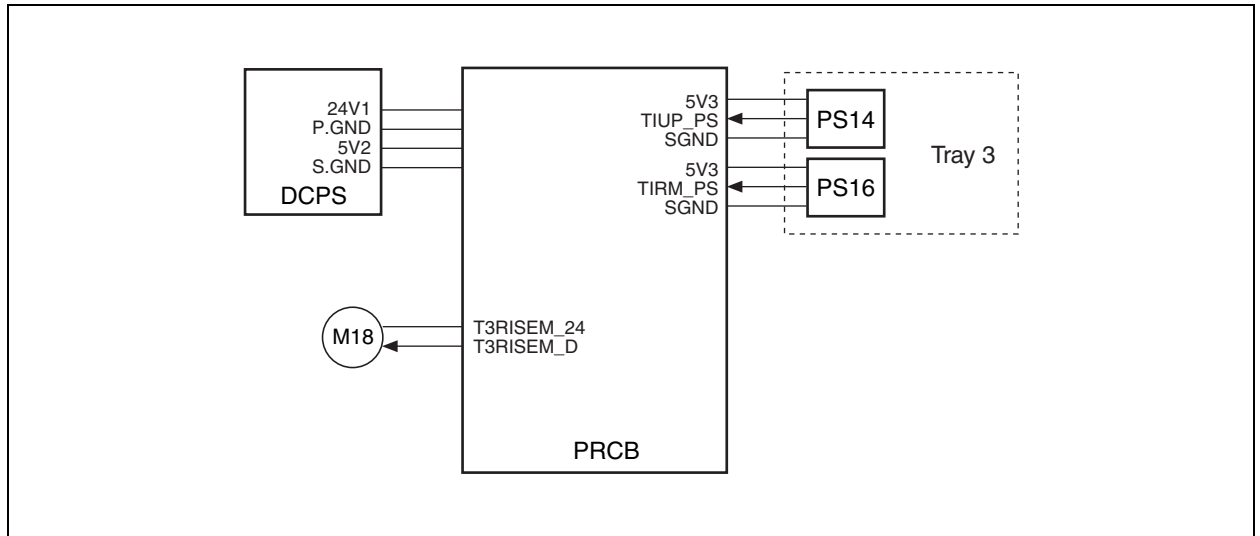 24V1
P.GND
5V2
S.GND
DCPS
M18
T3RISEM_24
T3RISEM_D
PRCB
5V3
TIUP_PS
SGND
5V3
TIRM_PS
SGND
PS14
PS16
Tray 3